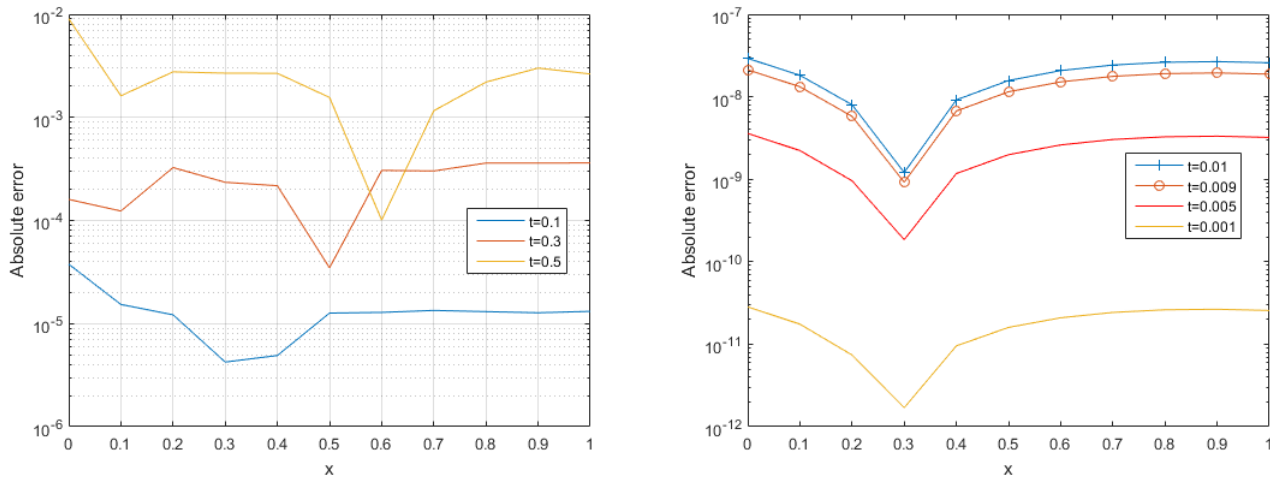 10-2
10-3
10-4
10-5
10-6
Absolute error
0 0.1 0.2 0.3 0.4 0.5 0.6 0.7 0.8 0.9 1
x
t=0.1
t=0.3
t=0.5
10-7
10-8
10-9
10-10
10-11
10-12
Absolute error
0 0.1 0.2 0.3 0.4 0.5 0.6 0.7 0.8 0.9 1
x
t=0.01
t=0.009
t=0.005
t=0.001